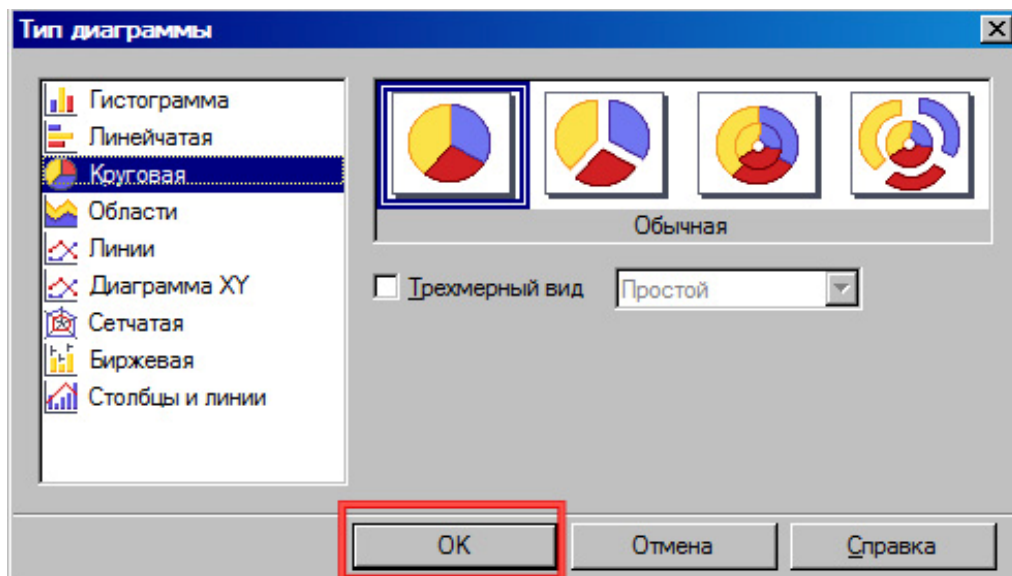 Тип диаграммы
Гистограмма
Линейчатая
Круговая
Области
Линии
Диаграмма XY
Сетчатая
Биржевая
Столбцы и линии
Обычная
Трехмерный вид
Простой
OK
Отмена
Справка